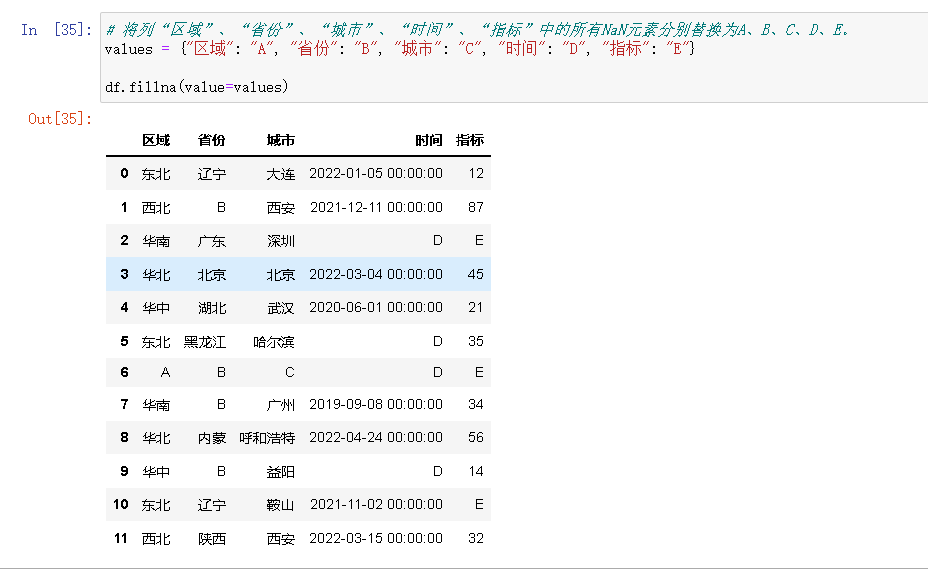 In [35]: # 将列“区域”、“省份”、“城市”、“时间”、“指标”中的所有NaN元素分别替换为A、B、C、D、E。
values = {"区域": "A", "省份": "B", "城市": "C", "时间": "D", "指标": "E"}
df.fillna(value=values)
Out[35]:
区域 省份 城市 时间 指标
0 东北 辽宁 大连 2022-01-05 00:00:00 12
1 西北 B 西安 2021-12-11 00:00:00 87
2 华南 广东 深圳 D E
3 华北 北京 北京 2022-03-04 00:00:00 45
4 华中 湖北 武汉 2020-06-01 00:00:00 21
5 东北 黑龙江 哈尔滨 D 35
6 A B C D E
7 华南 B 广州 2019-09-08 00:00:00 34
8 华北 内蒙 呼和浩特 2022-04-24 00:00:00 56
9 华中 B 益阳 D 14
10 东北 辽宁 鞍山 2021-11-02 00:00:00 E
11 西北 陕西 西安 2022-03-15 00:00:00 32